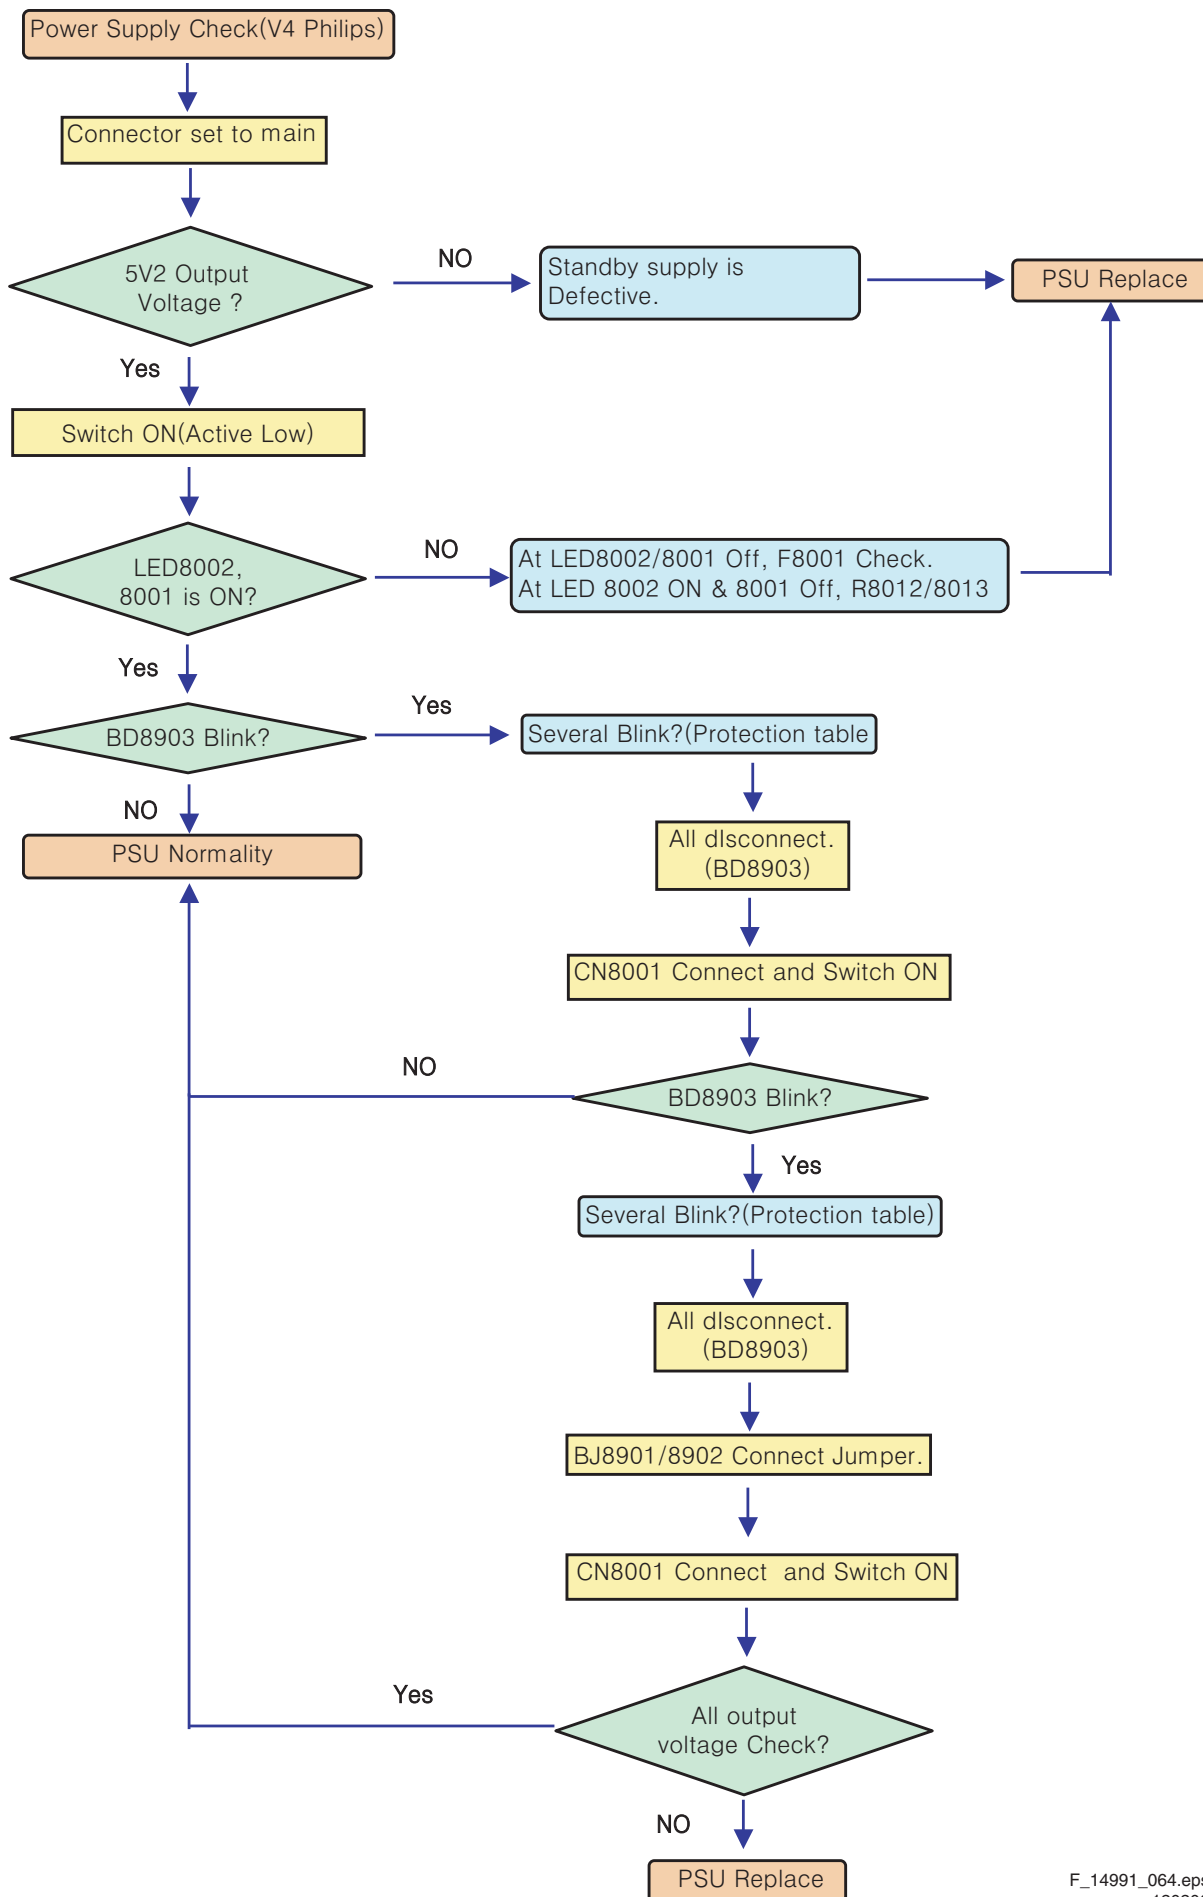 Power Supply Check(V4 Philips)
Connector set to main
5V2 Output
Voltage ?
NO
Standby supply is
Defective.
PSU Replace
Yes
Switch ON(Active Low)
LED8002,
8001 is ON?
NO
At LED8002/8001 Off, F8001 Check.
At LED 8002 ON & 8001 Off, R8012/8013
Yes
BD8903 Blink?
Yes
Several Blink?(Protection table
NO
PSU Normality
All dIsconnect.
(BD8903)
CN8001 Connect and Switch ON
NO
BD8903 Blink?
Yes
Several Blink?(Protection table)
All dIsconnect.
(BD8903)
BJ8901/8902 Connect Jumper.
CN8001 Connect and Switch ON
Yes
All output
voltage Check?
NO
PSU Replace
F_14991_064.eps